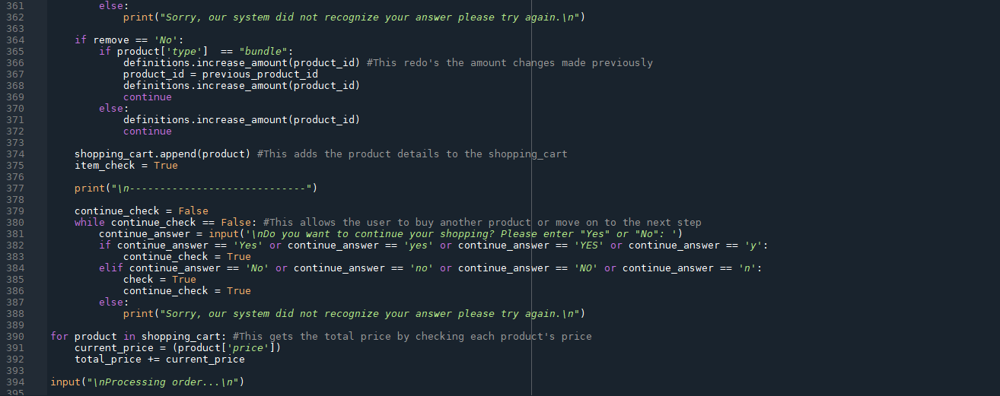 361             else:
362                 print("Sorry, our system did not recognize your answer please try again.\n")
363
364         if remove == 'No':
365             if product['type']  == "bundle":
366                 definitions.increase_amount(product_id) #This redo's the amount changes made previously
367                 product_id = previous_product_id
368                 definitions.increase_amount(product_id)
369                 continue
370             else:
371                 definitions.increase_amount(product_id)
372                 continue
373
374         shopping_cart.append(product) #This adds the product details to the shopping_cart
375         item_check = True
376
377         print("\n-----------------------------")
378
379         continue_check = False
380         while continue_check == False: #This allows the user to buy another product or move on to the next step
381             continue_answer = input('\nDo you want to continue your shopping? Please enter "Yes" or "No": ')
382             if continue_answer == 'Yes' or continue_answer == 'yes' or continue_answer == 'YES' or continue_answer == 'y':
383                 continue_check = True
384             elif continue_answer == 'No' or continue_answer == 'no' or continue_answer == 'NO' or continue_answer == 'n':
385                 check = True
386                 continue_check = True
387             else:
388                 print("Sorry, our system did not recognize your answer please try again.\n")
389
390     for product in shopping_cart: #This gets the total price by checking each product's price
391         current_price = (product['price'])
392         total_price += current_price
393
394     input("\nProcessing order...\n")
395